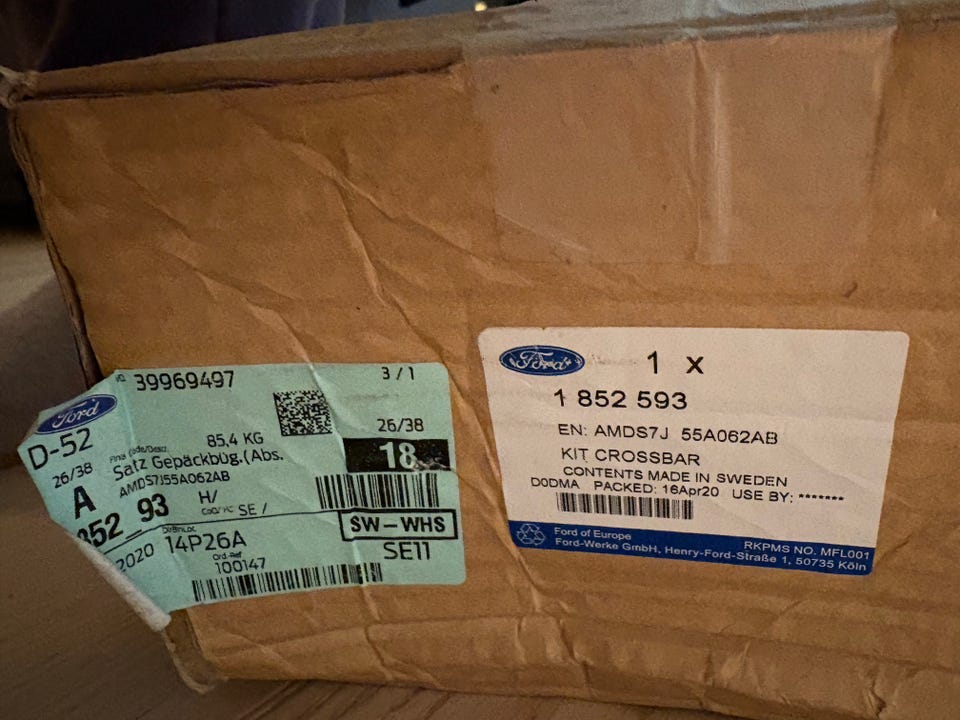 ID 39969497
3 / 1
Ford
D-52
85,4 KG
26/38
26/38
Satz Gepäckbüg.(Abs.
18
AMDS7J55A062AB
A
H/
SE /
93
SW-WHS
2020
14P26A
SE11
Ord.-Ref
100147
Ford
1 X
1 852 593
EN: AMDS7J 55A062AB
KIT CROSSBAR
CONTENTS MADE IN SWEDEN
D0DMA PACKED: 16Apr20 USE BY: *******
Ford of Europe
RKPMS NO. MFL001
Ford-Werke GmbH, Henry-Ford-Straße 1, 50735 Köln